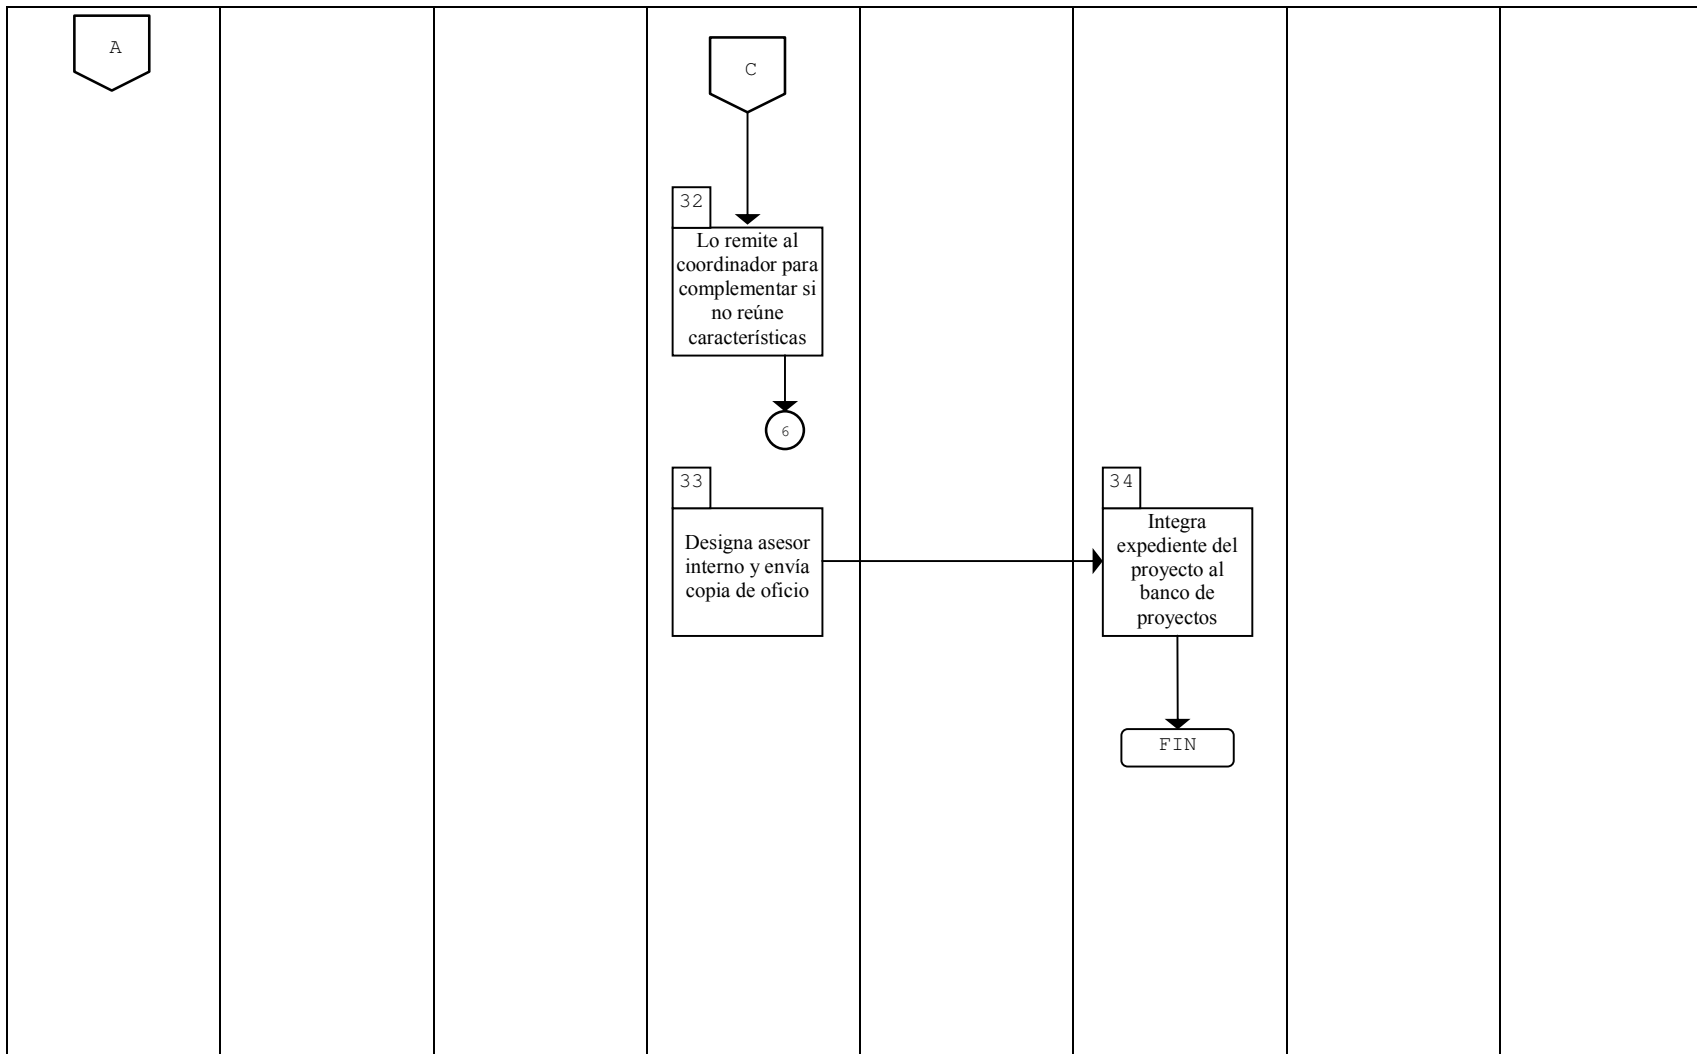 A
C
32
Lo remite al
coordinador para
complementar si
no reúne
características
6
33
Designa asesor
interno y envía
copia de oficio
34
Integra
expediente del
proyecto al
banco de
proyectos
FIN